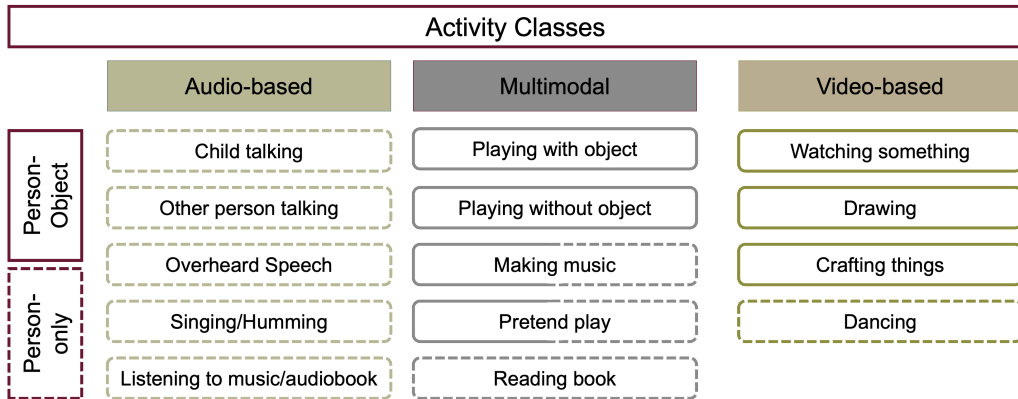 Activity Classes
Audio-based
Multimodal
Video-based
Person-
Object
Child talking
Playing with object
Watching something
Other person talking
Playing without object
Drawing
Overheard Speech
Making music
Crafting things
Person-
only
Singing/Humming
Pretend play
Dancing
Listening to music/audiobook
Reading book